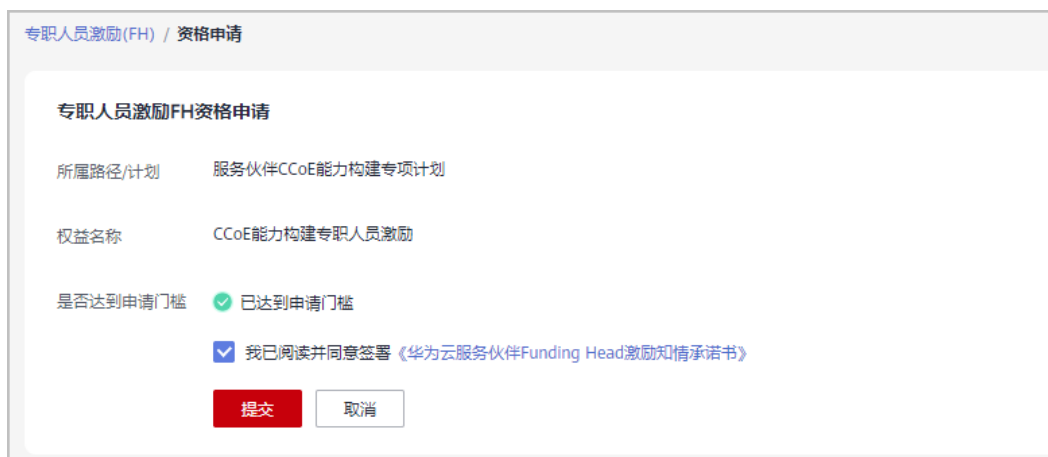 专职人员激励(FH) / 资格申请
专职人员激励FH资格申请
所属路径/计划 服务伙伴CCoE能力构建专项计划
权益名称 CCoE能力构建专职人员激励
是否达到申请门槛 已达到申请门槛
我已阅读并同意签署《华为云服务伙伴Funding Head激励知情承诺书》
提交 取消